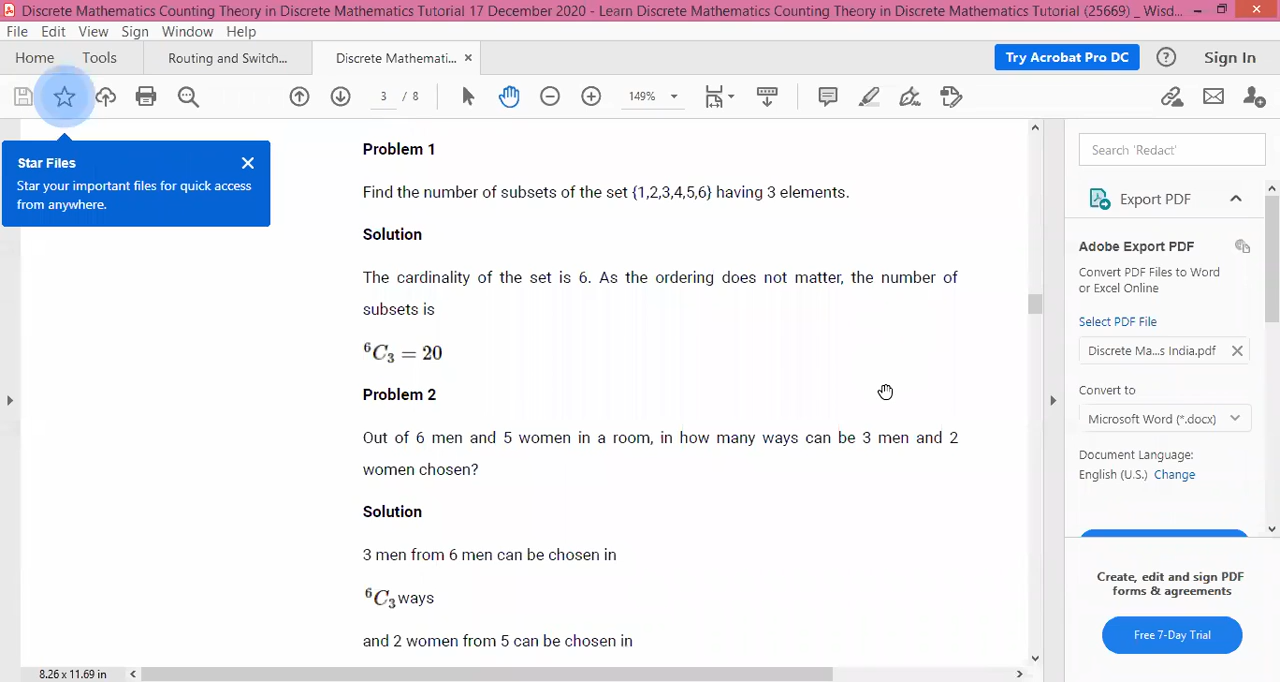 Discrete Mathematics Counting Theory in Discrete Mathematics Tutorial 17 December 2020 - Learn Discrete Mathematics Counting Theory in Discrete Mathematics Tutorial (25669) _ Wisd...
File Edit View Sign Window Help
Home Tools Routing and Switch... Discrete Mathemati... × Try Acrobat Pro DC ? Sign In
3 / 8 149%
Star Files
Star your important files for quick access
from anywhere.
Problem 1
Find the number of subsets of the set {1,2,3,4,5,6} having 3 elements.
Solution
The cardinality of the set is 6. As the ordering does not matter, the number of
subsets is
⁶C₃ = 20
Problem 2
Out of 6 men and 5 women in a room, in how many ways can be 3 men and 2
women chosen?
Solution
3 men from 6 men can be chosen in
⁶C₃ ways
and 2 women from 5 can be chosen in
8.26 x 11.69 in
Search 'Redact'
Export PDF
Adobe Export PDF
Convert PDF Files to Word
or Excel Online
Select PDF File
Discrete Ma...s India.pdf
Convert to
Microsoft Word (*.docx)
Document Language:
English (U.S.) Change
Create, edit and sign PDF
forms & agreements
Free 7-Day Trial